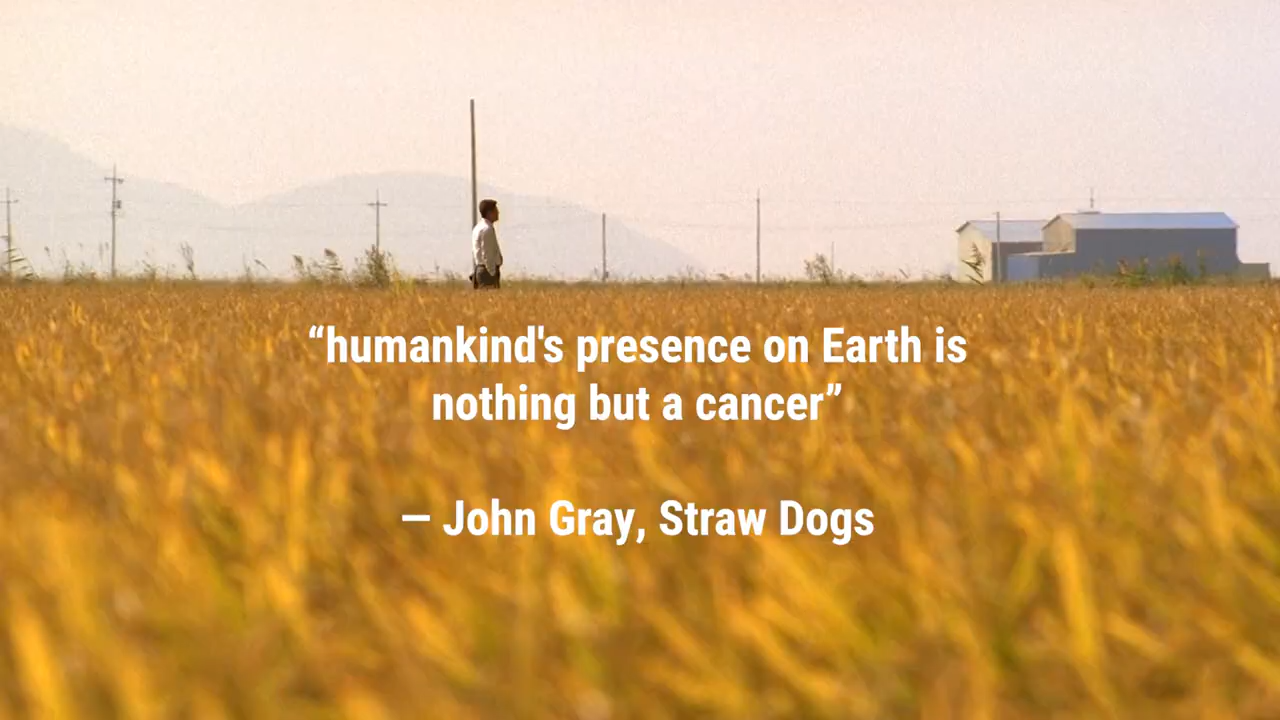 “humankind's presence on Earth is
nothing but a cancer”
— John Gray, Straw Dogs